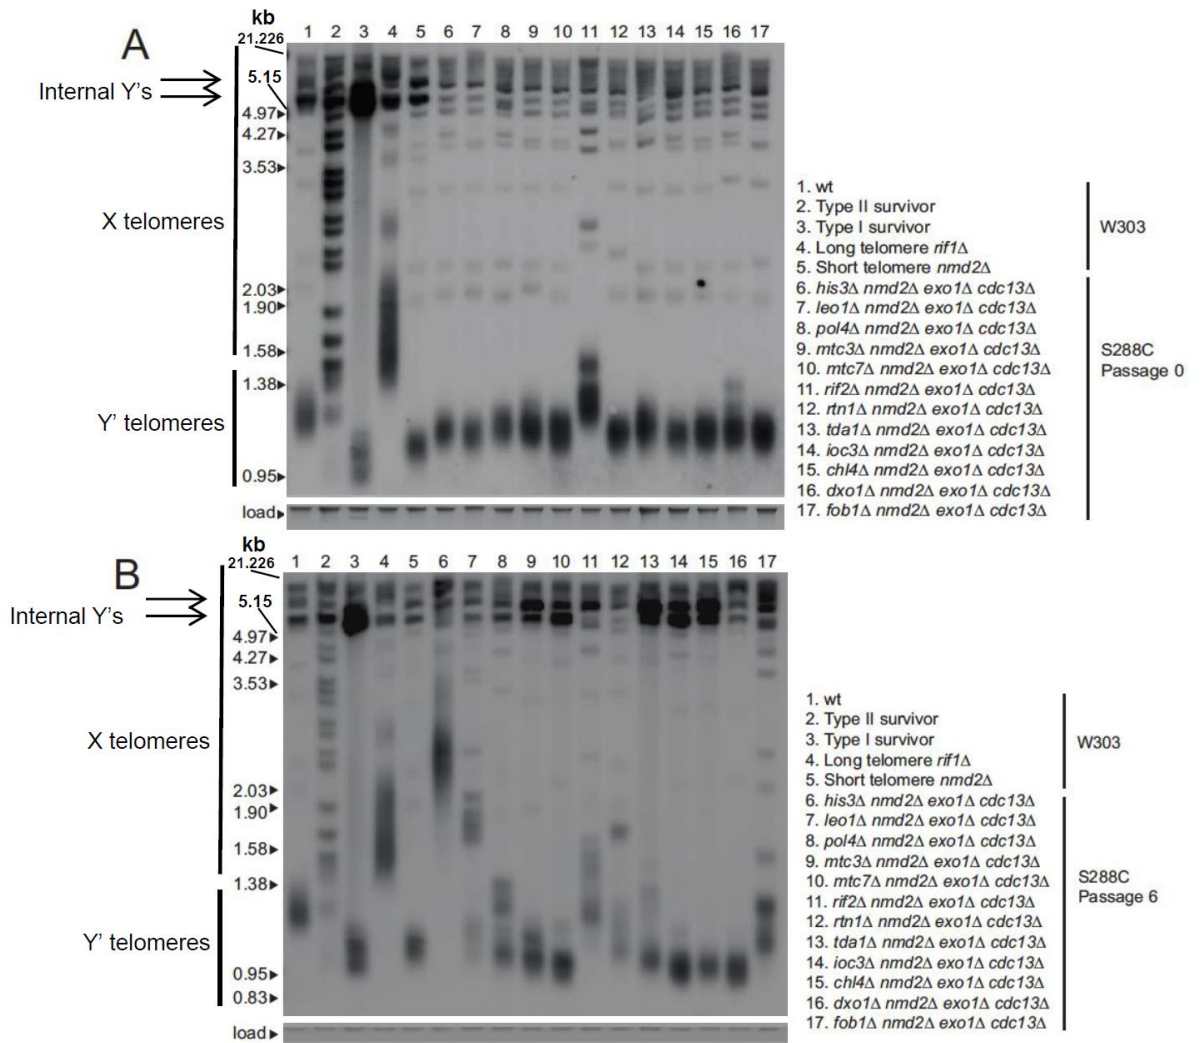 A
kb
21.226
1 2 3 4 5 6 7 8 9 10 11 12 13 14 15 16 17
Internal Y's
5.15
4.97
4.27
3.53
X telomeres
2.03
1.90
1.58
1.38
Y' telomeres
0.95
load
1. wt
2. Type II survivor
3. Type I survivor
4. Long telomere rif1Δ
5. Short telomere nmd2Δ
W303
6. his3Δ nmd2Δ exo1Δ cdc13Δ
7. leo1Δ nmd2Δ exo1Δ cdc13Δ
8. pol4Δ nmd2Δ exo1Δ cdc13Δ
9. mtc3Δ nmd2Δ exo1Δ cdc13Δ
10. mtc7Δ nmd2Δ exo1Δ cdc13Δ
11. rif2Δ nmd2Δ exo1Δ cdc13Δ
12. rtn1Δ nmd2Δ exo1Δ cdc13Δ
13. tda1Δ nmd2Δ exo1Δ cdc13Δ
14. ioc3Δ nmd2Δ exo1Δ cdc13Δ
15. chl4Δ nmd2Δ exo1Δ cdc13Δ
16. dxo1Δ nmd2Δ exo1Δ cdc13Δ
17. fob1Δ nmd2Δ exo1Δ cdc13Δ
S288C
Passage 0
B
kb
21.226
1 2 3 4 5 6 7 8 9 10 11 12 13 14 15 16 17
Internal Y's
5.15
4.97
4.27
3.53
X telomeres
2.03
1.90
1.58
1.38
Y' telomeres
0.95
0.83
load
1. wt
2. Type II survivor
3. Type I survivor
4. Long telomere rif1Δ
5. Short telomere nmd2Δ
W303
6. his3Δ nmd2Δ exo1Δ cdc13Δ
7. leo1Δ nmd2Δ exo1Δ cdc13Δ
8. pol4Δ nmd2Δ exo1Δ cdc13Δ
9. mtc3Δ nmd2Δ exo1Δ cdc13Δ
10. mtc7Δ nmd2Δ exo1Δ cdc13Δ
11. rif2Δ nmd2Δ exo1Δ cdc13Δ
12. rtn1Δ nmd2Δ exo1Δ cdc13Δ
13. tda1Δ nmd2Δ exo1Δ cdc13Δ
14. ioc3Δ nmd2Δ exo1Δ cdc13Δ
15. chl4Δ nmd2Δ exo1Δ cdc13Δ
16. dxo1Δ nmd2Δ exo1Δ cdc13Δ
17. fob1Δ nmd2Δ exo1Δ cdc13Δ
S288C
Passage 6